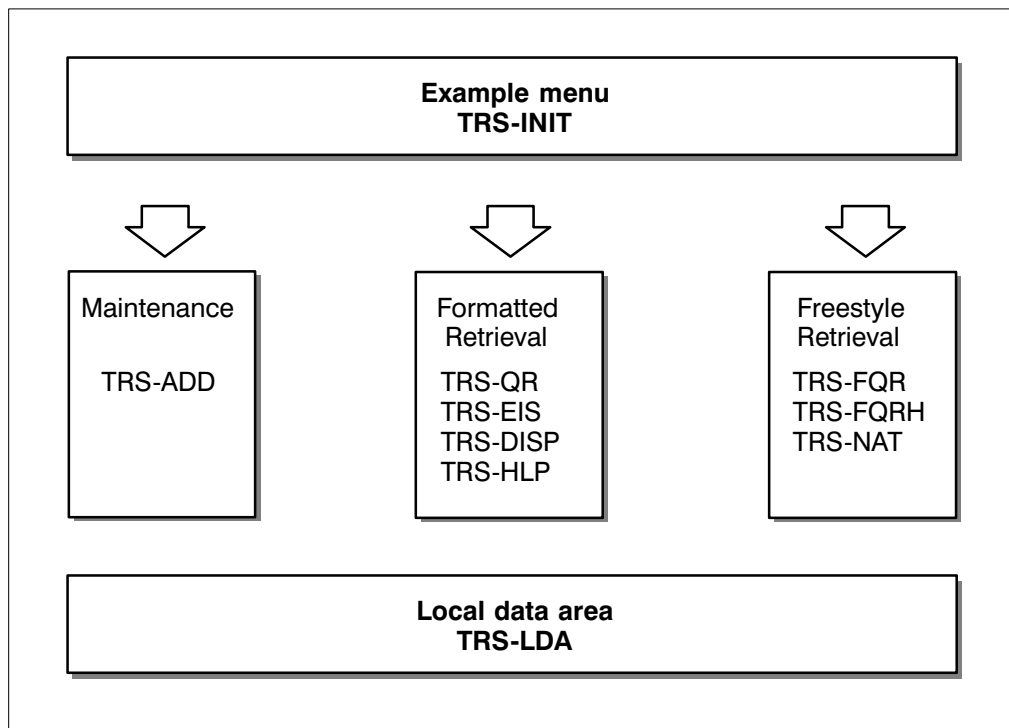 Example menu
TRS-INIT
Maintenance
TRS-ADD
Formatted
Retrieval
TRS-QR
TRS-EIS
TRS-DISP
TRS-HLP
Freestyle
Retrieval
TRS-FQR
TRS-FQRH
TRS-NAT
Local data area
TRS-LDA